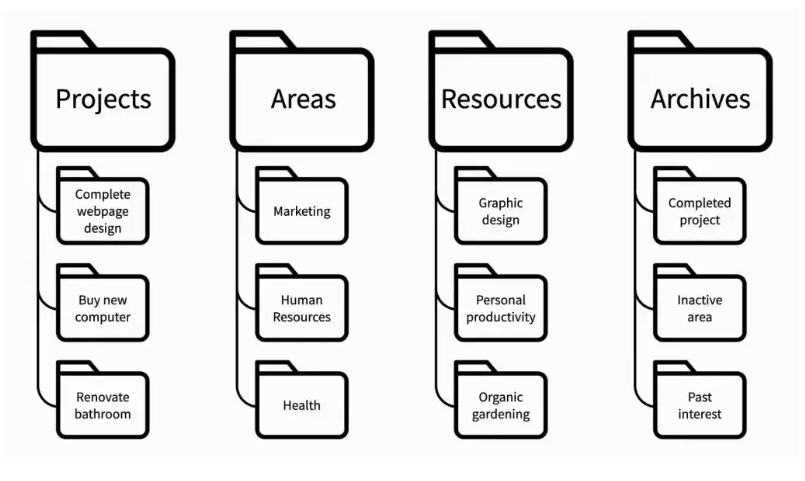 Projects
Complete
webpage
design
Buy new
computer
Renovate
bathroom
Areas
Marketing
Human
Resources
Health
Resources
Graphic
design
Personal
productivity
Organic
gardening
Archives
Completed
project
Inactive
area
Past
interest